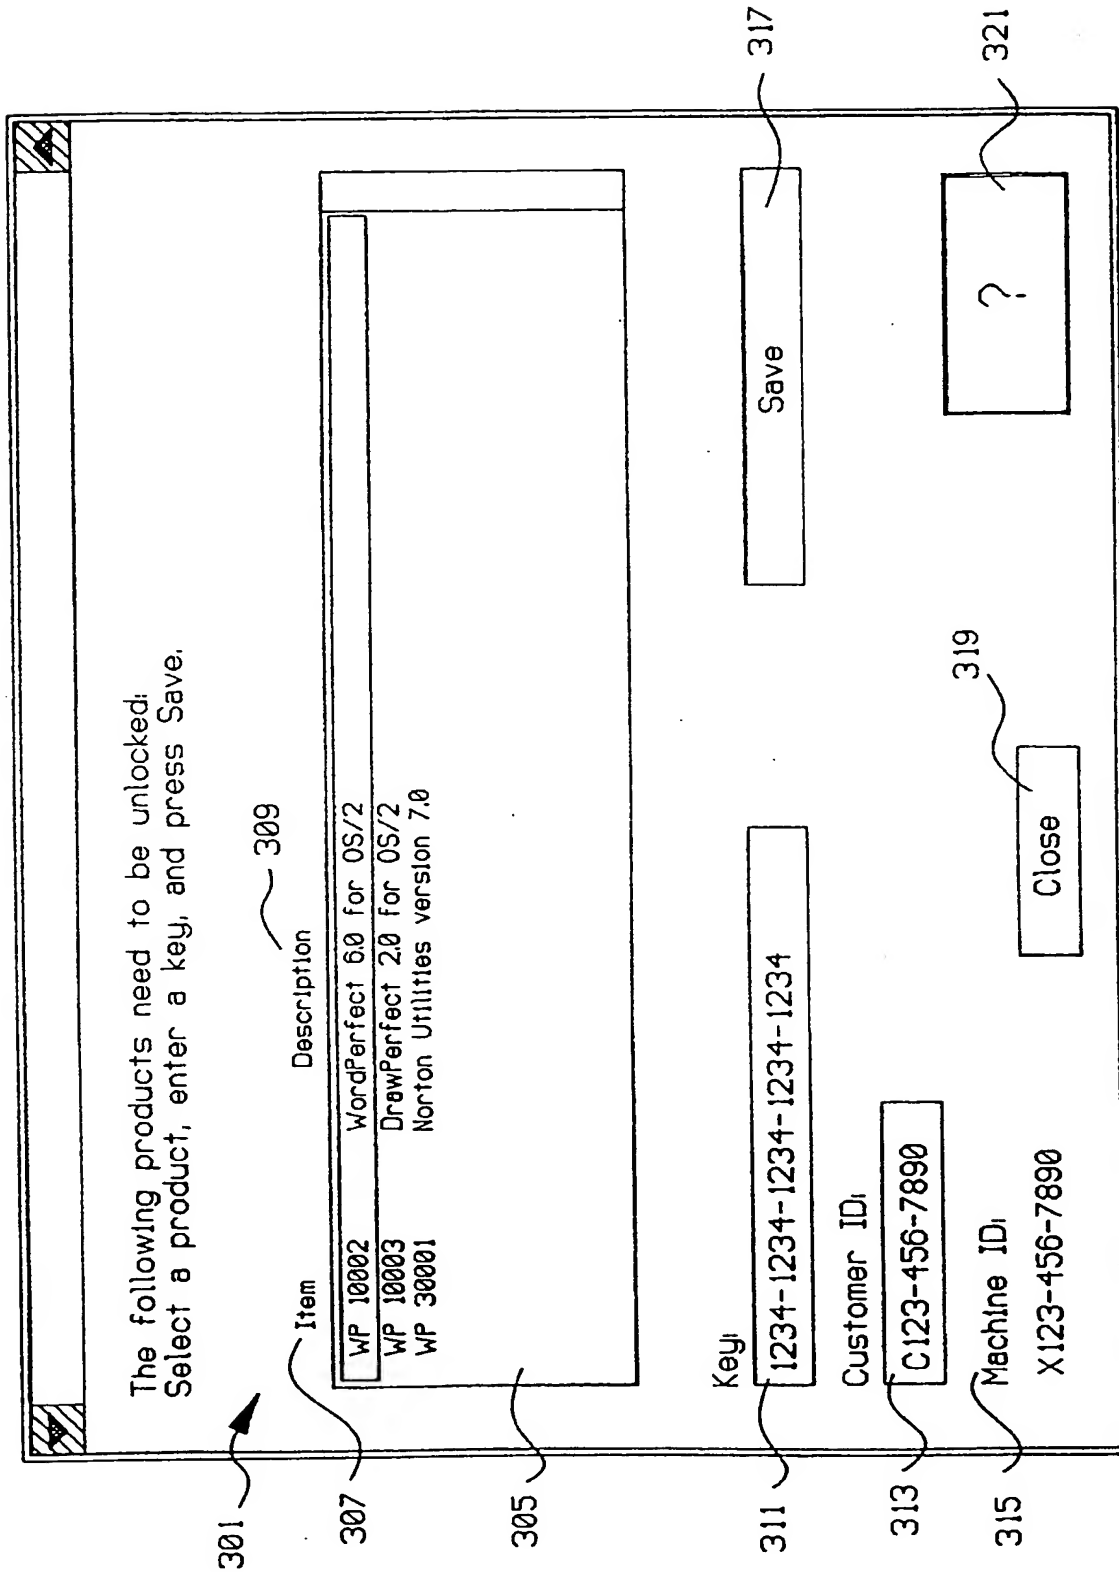 The following products need to be unlocked:
Select a product, enter a key, and press Save.
301
307
Item
Description
309
WP 10002 WordPerfect 6.0 for OS/2
WP 10003 DrawPerfect 2.0 for OS/2
WP 30001 Norton Utilities version 7.0
305
Key:
311
1234-1234-1234-1234-1234
Save
317
Customer ID:
313
C123-456-7890
Machine ID:
315
X123-456-7890
Close
319
?
321